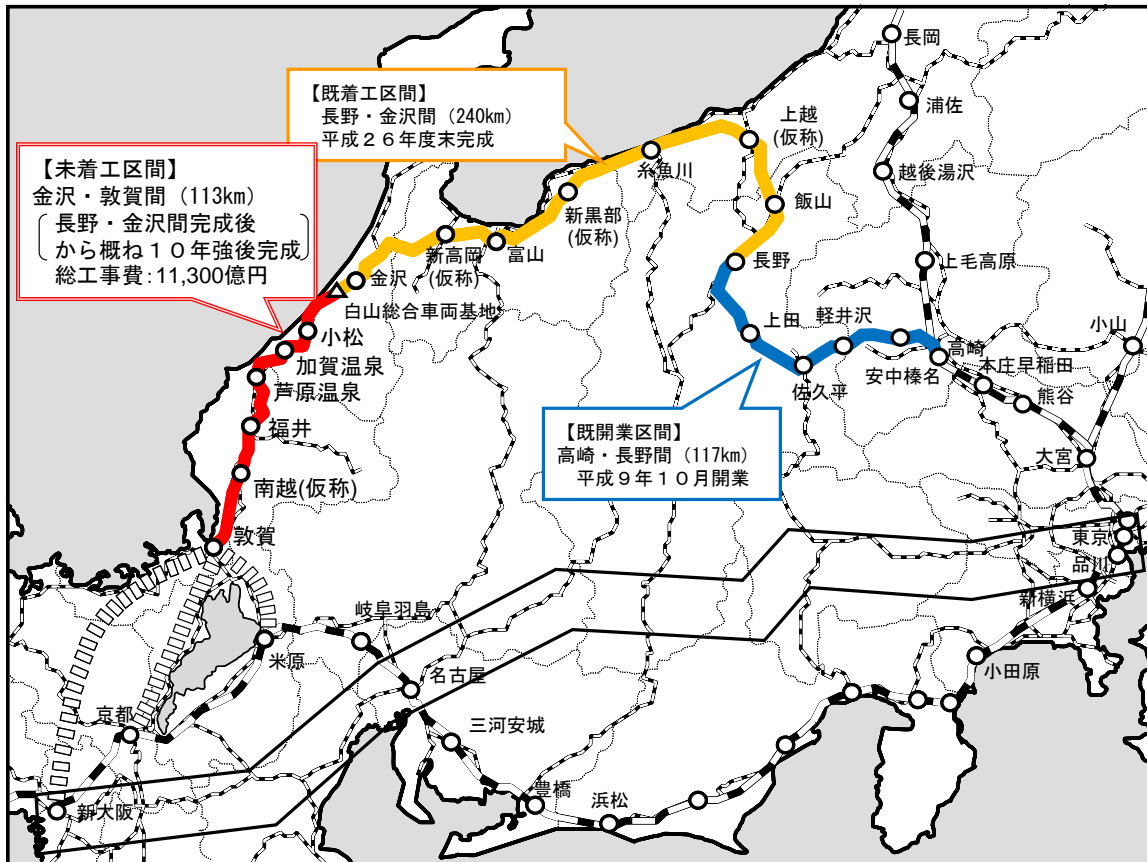 長岡
浦佐
越後湯沢
上毛高原
小山
【既着工区間】
長野・金沢間（240km）
平成２６年度末完成
上越
(仮称)
糸魚川
飯山
新黒部
(仮称)
長野
【未着工区間】
金沢・敦賀間（113km）
長野・金沢間完成後
から概ね１０年強後完成
総工事費：11,300億円
新高岡
(仮称)
富山
金沢
白山総合車両基地
小松
加賀温泉
芦原温泉
福井
南越(仮称)
敦賀
上田
軽井沢
佐久平
安中榛名
高崎
本庄早稲田
熊谷
大宮
【既開業区間】
高崎・長野間（117km）
平成９年１０月開業
東京
品川
新横浜
小田原
岐阜羽島
米原
名古屋
京都
三河安城
豊橋
浜松
新大阪